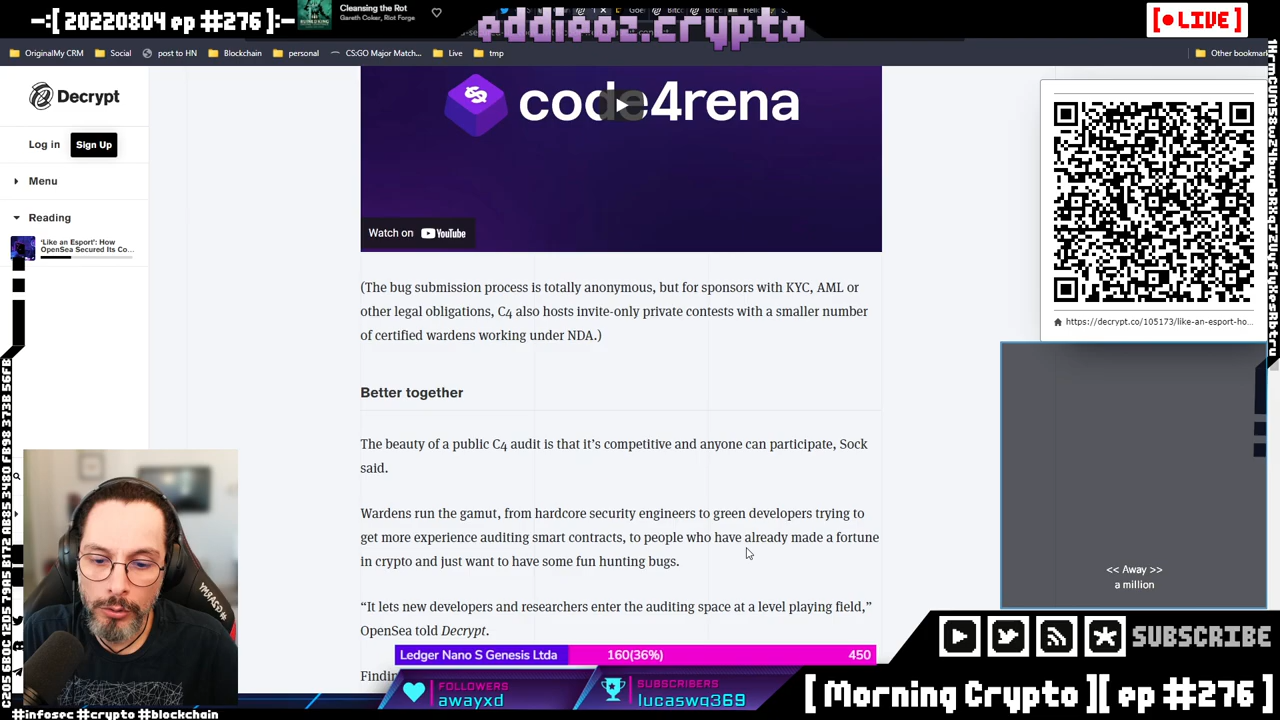 -:[ 20220804 ep #276 ]:-
Cleansing the Rot
Gareth Coker, Riot Forge
eddieoz.crypto
[●LIVE]
OriginalMy CRM
Social
post to HN
Blockchain
personal
CS:GO Major Match...
Live
tmp
Other bookmar
Decrypt
Log in
Sign Up
Menu
Reading
'Like an Esport': How
OpenSea Secured Its Co...
code4rena
Watch on YouTube
https://decrypt.co/105173/like-an-esport-ho...
(The bug submission process is totally anonymous, but for sponsors with KYC, AML or
other legal obligations, C4 also hosts invite-only private contests with a smaller number
of certified wardens working under NDA.)
Better together
The beauty of a public C4 audit is that it's competitive and anyone can participate, Sock
said.
Wardens run the gamut, from hardcore security engineers to green developers trying to
get more experience auditing smart contracts, to people who have already made a fortune
in crypto and just want to have some fun hunting bugs.
"It lets new developers and researchers enter the auditing space at a level playing field,"
OpenSea told Decrypt.
<< Away >>
a million
Ledger Nano S Genesis Ltda
160(36%)
450
FOLLOWERS
awayxd
SUBSCRIBERS
lucaswg369
SUBSCRIBE
[ Morning Crypto ][ ep #276 ]
#infosec #crypto #blockchain